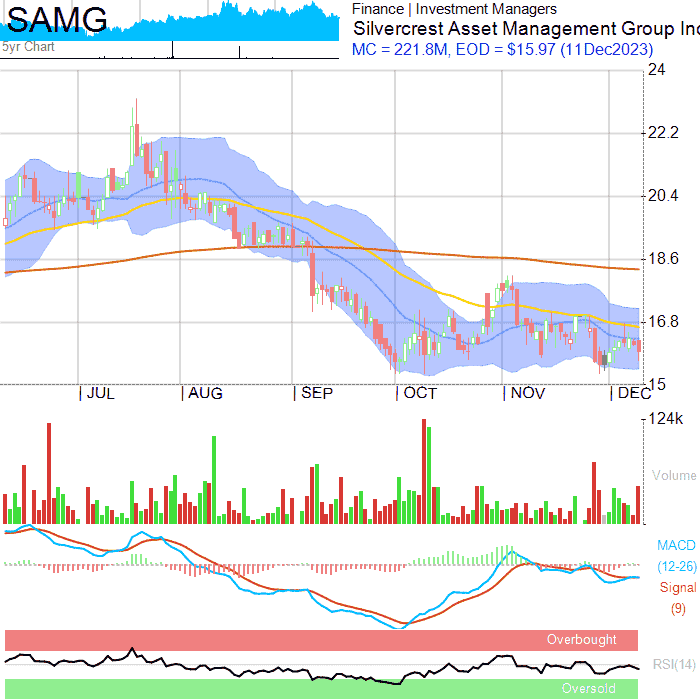 SAMG
5yr Chart
Finance | Investment Managers
Silvercrest Asset Management Group Inc
MC = 221.8M, EOD = $15.97 (11Dec2023)
24
22.2
20.4
18.6
16.8
15
JUL AUG SEP OCT NOV DEC
124k
Volume
MACD
(12-26)
Signal
(9)
Overbought
RSI(14)
Oversold